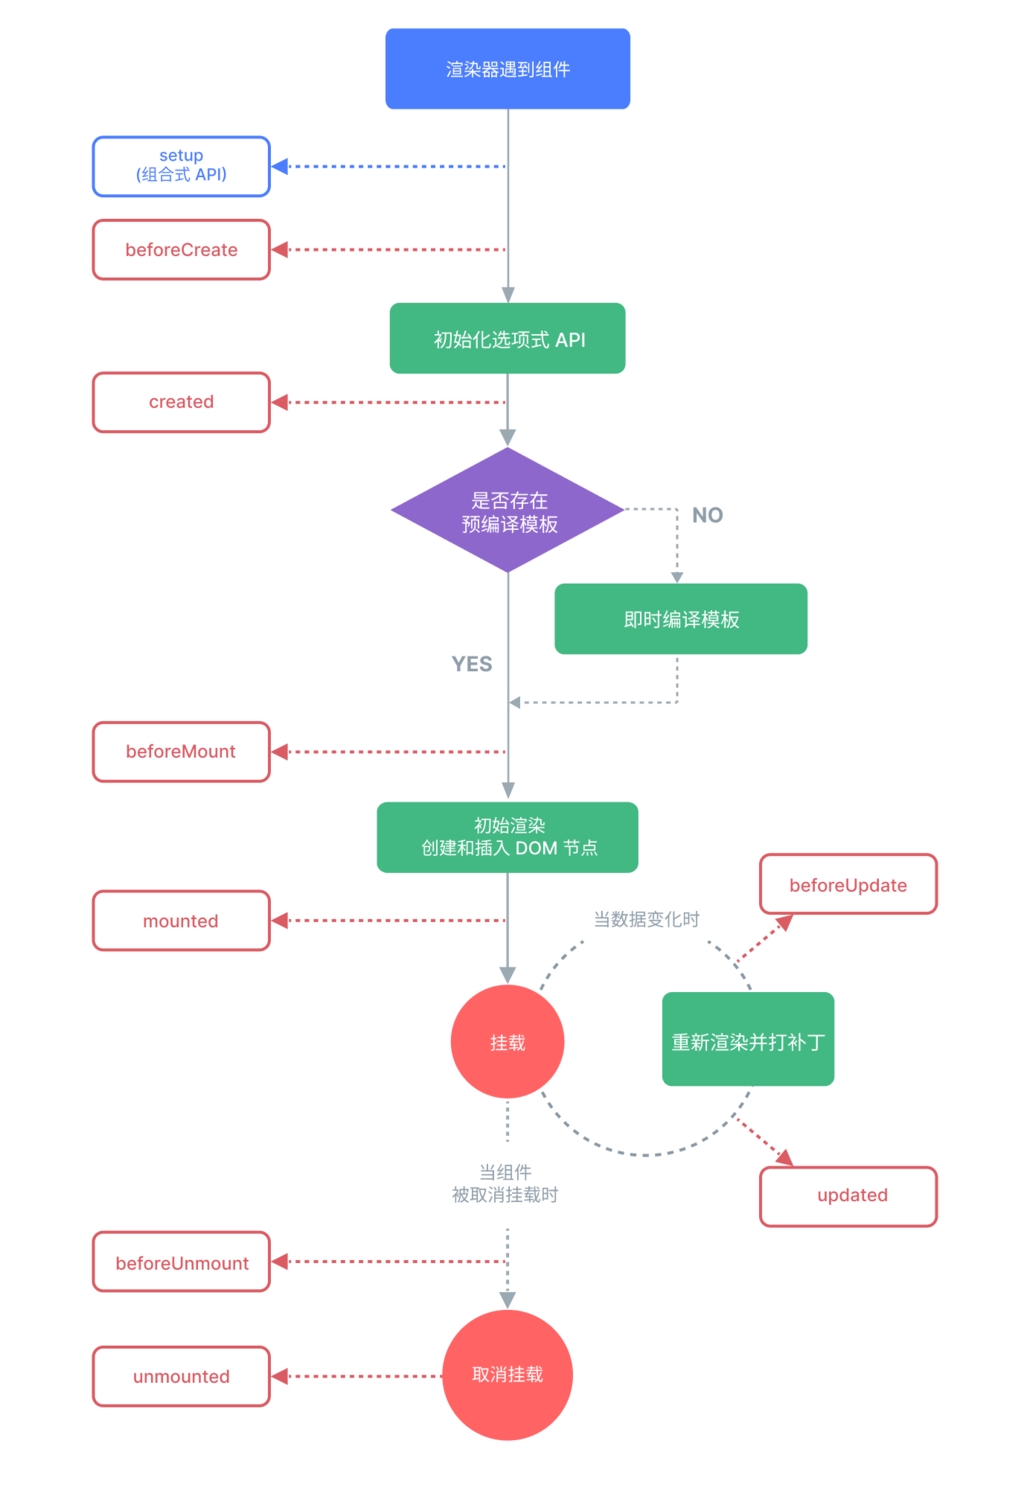 渲染器遇到组件
setup
(组合式 API)
beforeCreate
初始化选项式 API
created
是否存在
预编译模板
NO
即时编译模板
YES
beforeMount
初始渲染
创建和插入 DOM 节点
beforeUpdate
mounted
当数据变化时
挂载
重新渲染并打补丁
当组件
被取消挂载时
updated
beforeUnmount
取消挂载
unmounted